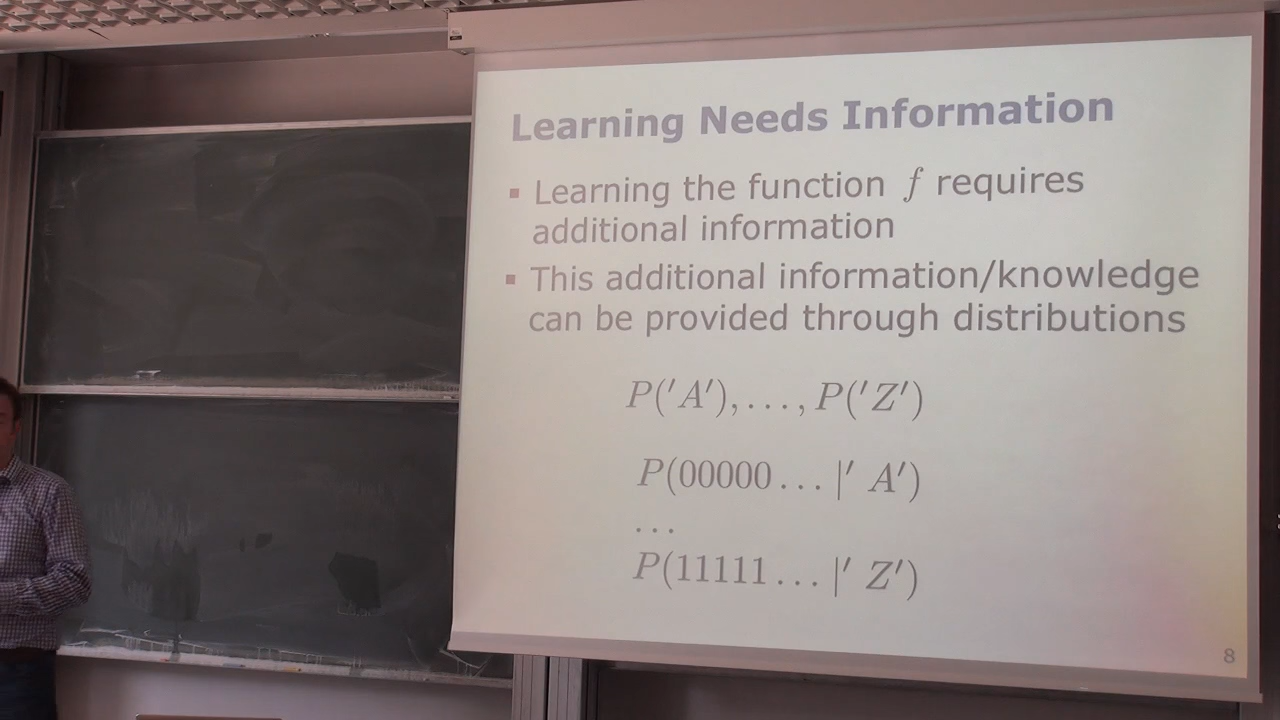 Learning Needs Information
▪ Learning the function f requires
additional information
▪ This additional information/knowledge
can be provided through distributions
P('A'), . . . , P('Z')
P(00000 . . . |' A')
. . .
P(11111 . . . |' Z')
8